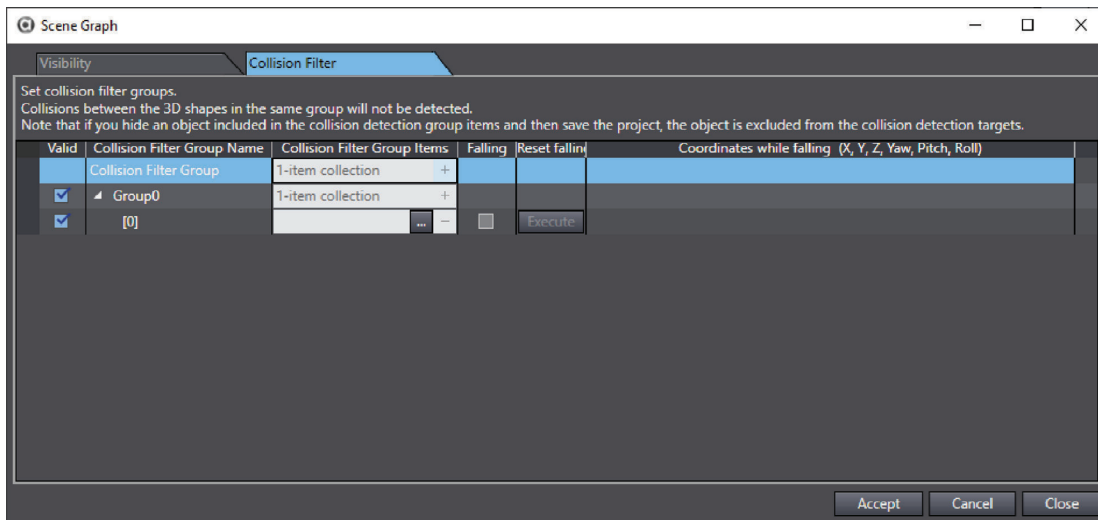 Scene Graph
Visibility
Collision Filter
Set collision filter groups.
Collisions between the 3D shapes in the same group will not be detected.
Note that if you hide an object included in the collision detection group items and then save the project, the object is excluded from the collision detection targets.
Valid Collision Filter Group Name Collision Filter Group Items Falling Reset falling Coordinates while falling (X, Y, Z, Yaw, Pitch, Roll)
Collision Filter Group 1-item collection +
Group0 1-item collection +
[0] ... − Execute
Accept Cancel Close